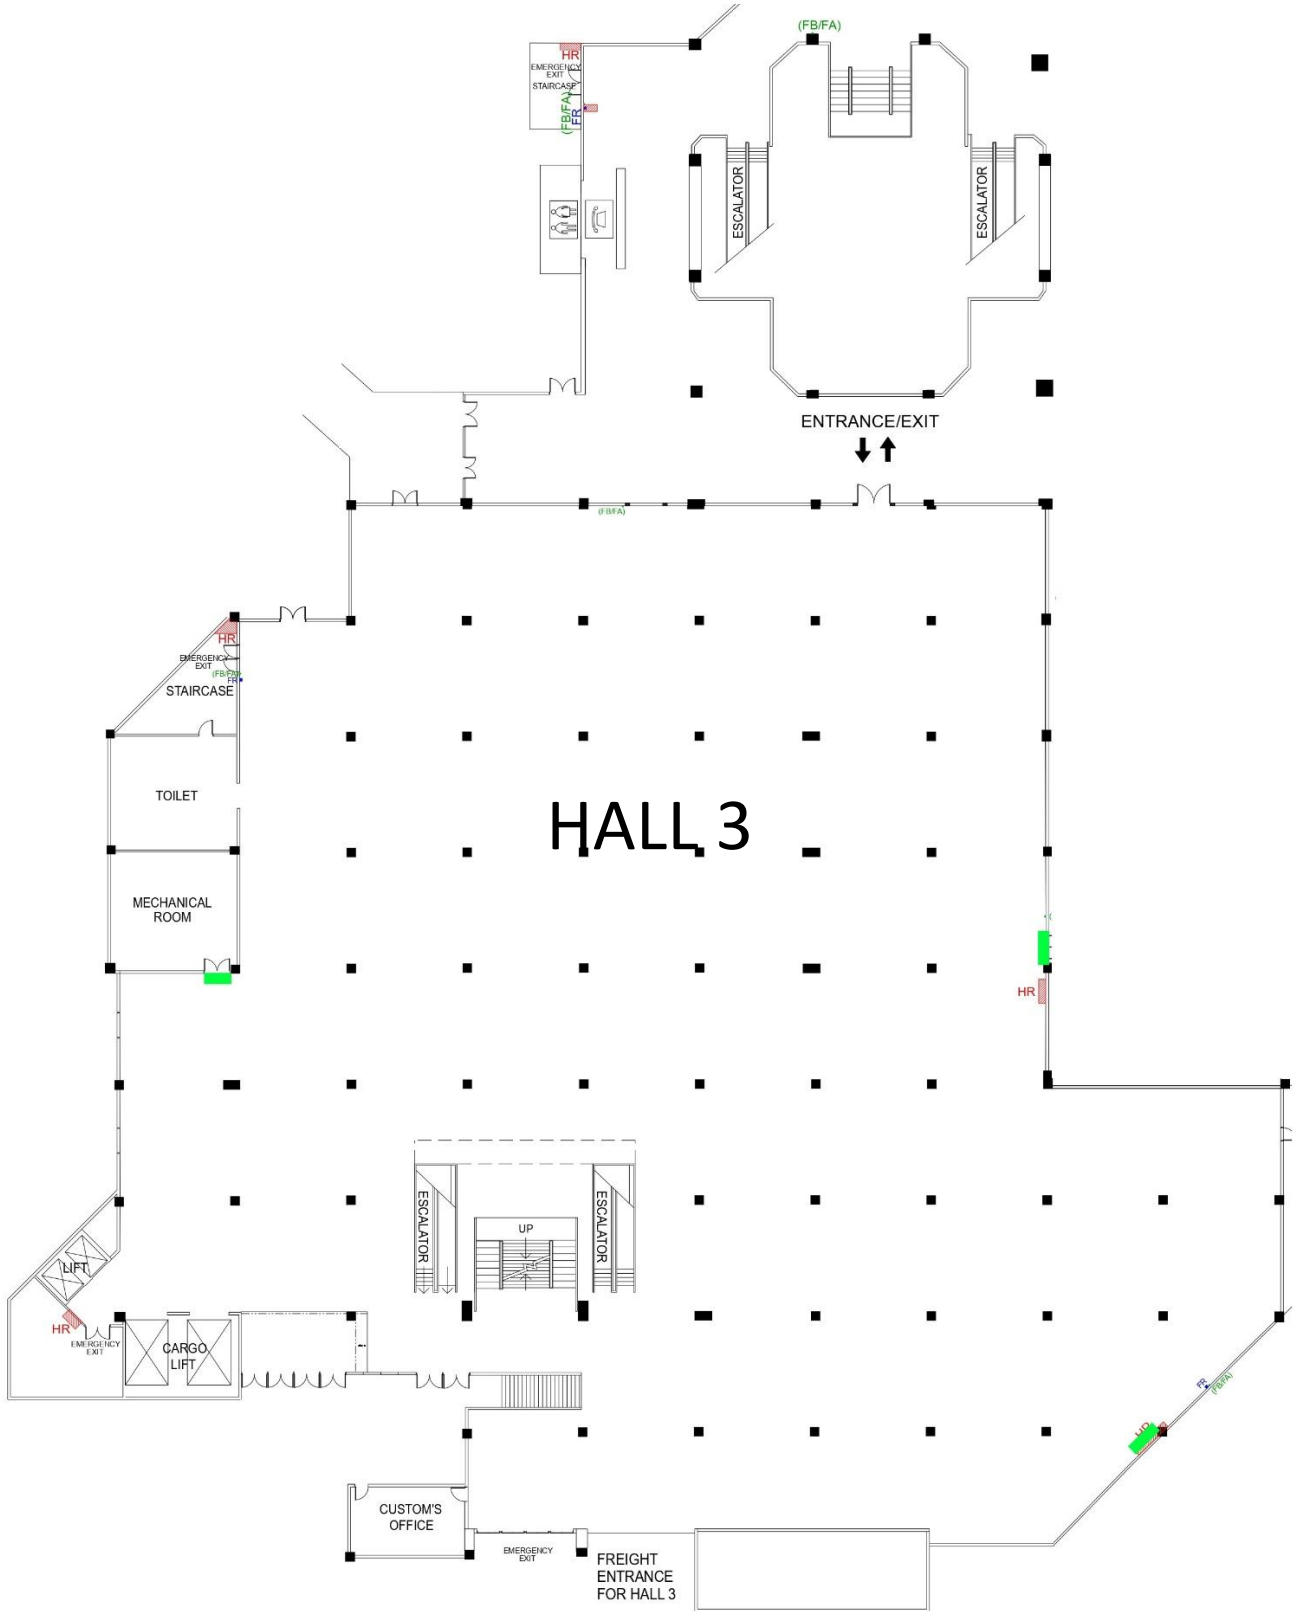 (FB/FA)
HR
EMERGENCY
EXIT
STAIRCASE
(FB/FA)
FR
ESCALATOR
ESCALATOR
ENTRANCE/EXIT
(FB/FA)
HR
EMERGENCY
EXIT
(FB/FA)
FR
STAIRCASE
TOILET
HALL 3
MECHANICAL
ROOM
HR
ESCALATOR
UP
ESCALATOR
LIFT
HR
EMERGENCY
EXIT
CARGO
LIFT
FR
(FB/FA)
HR
CUSTOM'S
OFFICE
EMERGENCY
EXIT
FREIGHT
ENTRANCE
FOR HALL 3